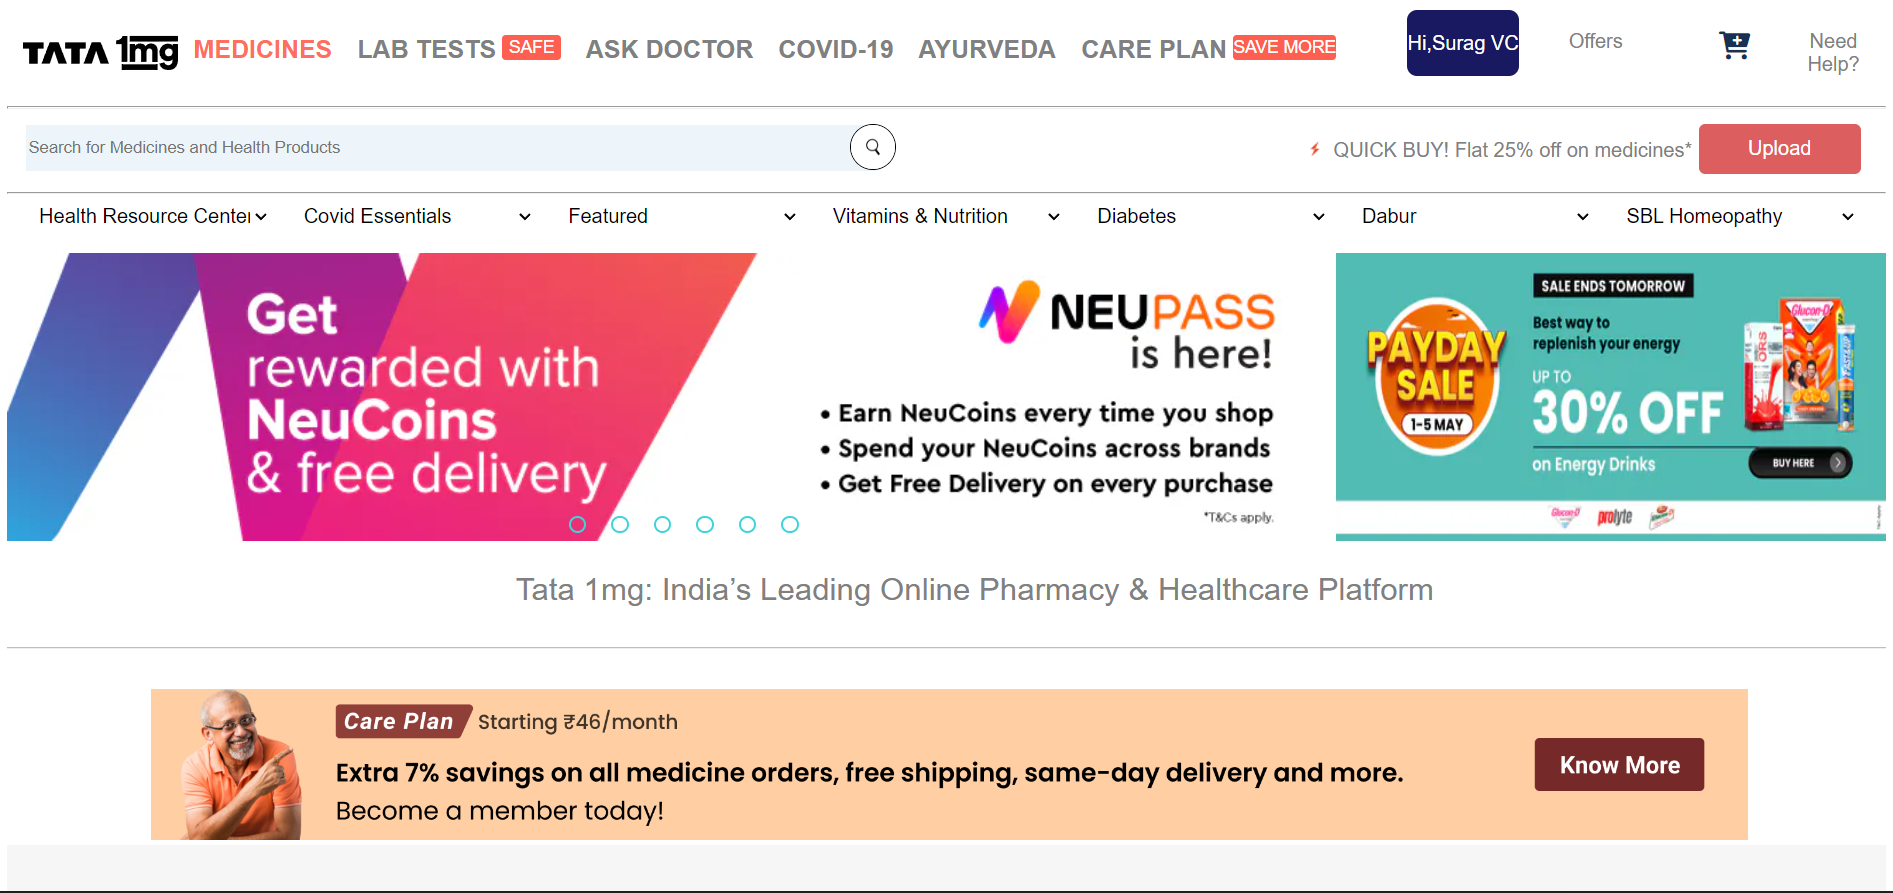 TATA 1mg MEDICINES LAB TESTS SAFE ASK DOCTOR COVID-19 AYURVEDA CARE PLAN SAVE MORE Hi,Surag VC Offers Need
Help?
Search for Medicines and Health Products
QUICK BUY! Flat 25% off on medicines* Upload
Health Resource Center Covid Essentials Featured Vitamins & Nutrition Diabetes Dabur SBL Homeopathy
Get
rewarded with
NeuCoins
& free delivery
NEUPASS
is here!
• Earn NeuCoins every time you shop
• Spend your NeuCoins across brands
• Get Free Delivery on every purchase
*T&Cs apply.
PAYDAY
SALE
1-5 MAY
SALE ENDS TOMORROW
Best way to
replenish your energy
UP TO
30% OFF
on Energy Drinks
ORS
Glucon-D
BUY HERE
Glucon-D prolyte
Tata 1mg: India’s Leading Online Pharmacy & Healthcare Platform
Care Plan Starting ₹46/month
Extra 7% savings on all medicine orders, free shipping, same-day delivery and more.
Become a member today!
Know More